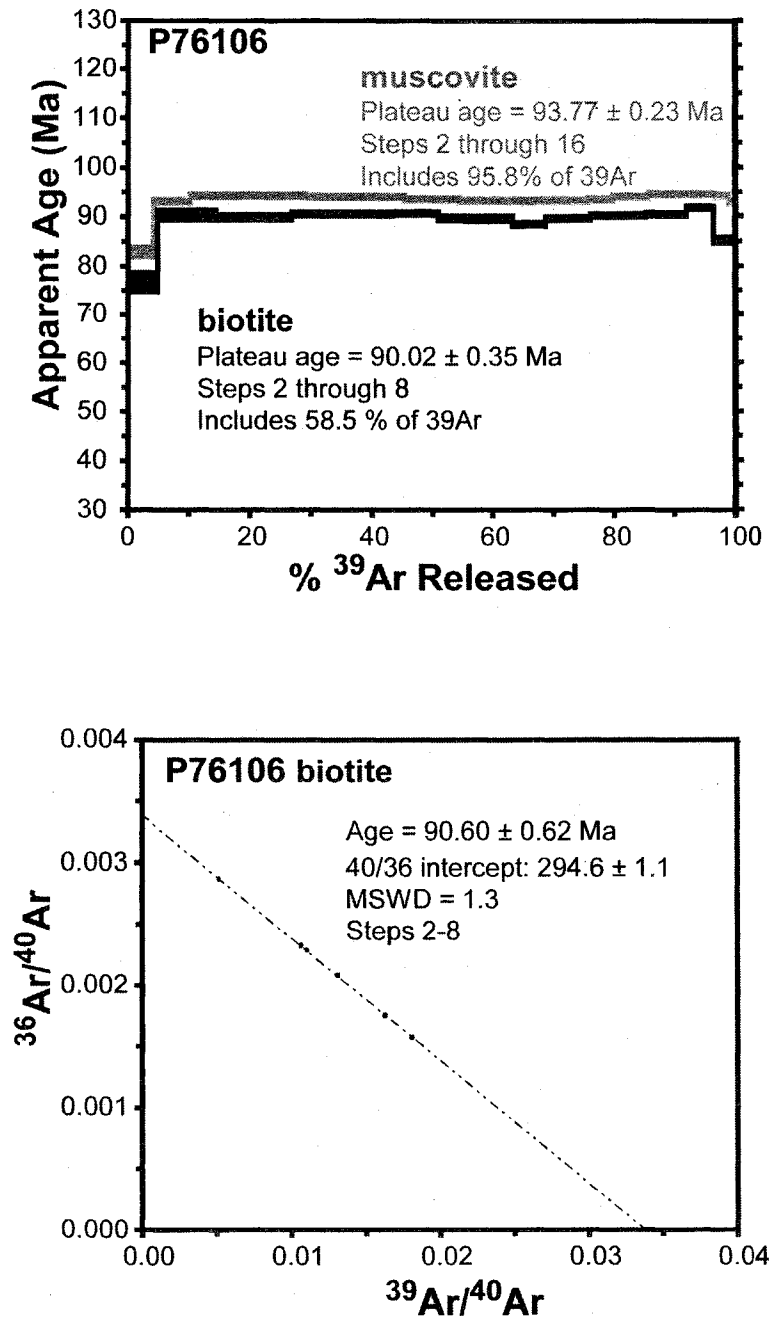 P76106
muscovite
Plateau age = 93.77 ± 0.23 Ma
Steps 2 through 16
Includes 95.8% of 39Ar
biotite
Plateau age = 90.02 ± 0.35 Ma
Steps 2 through 8
Includes 58.5 % of 39Ar
Apparent Age (Ma)
130
120
110
100
90
80
70
60
50
40
30
0 20 40 60 80 100
% ³⁹Ar Released
P76106 biotite
Age = 90.60 ± 0.62 Ma
40/36 intercept: 294.6 ± 1.1
MSWD = 1.3
Steps 2-8
³⁶Ar/⁴⁰Ar
0.004
0.003
0.002
0.001
0.000
0.00 0.01 0.02 0.03 0.04
³⁹Ar/⁴⁰Ar